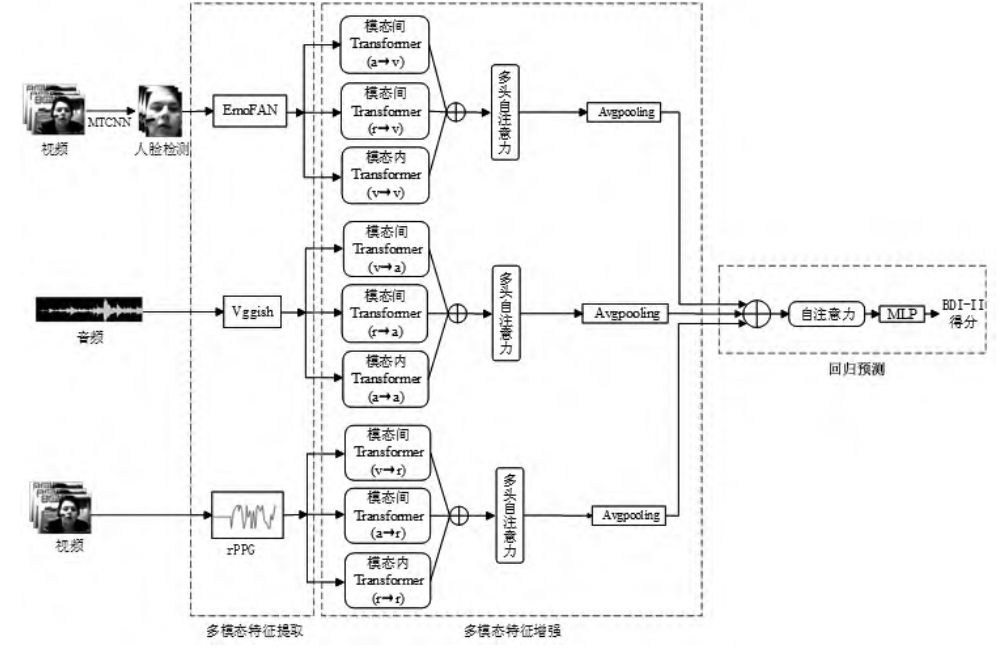 MTCNN
视频
人脸检测
EmoFAN
模态间
Transformer
(a→v)
模态间
Transformer
(r→v)
模态内
Transformer
(v→v)
多头自注意力
Avgpooling
音频
Vggish
模态间
Transformer
(v→a)
模态间
Transformer
(r→a)
模态内
Transformer
(a→a)
多头自注意力
Avgpooling
视频
rPPG
模态间
Transformer
(v→r)
模态间
Transformer
(a→r)
模态内
Transformer
(r→r)
多头自注意力
Avgpooling
自注意力
MLP
BDI-II
得分
回归预测
多模态特征提取
多模态特征增强